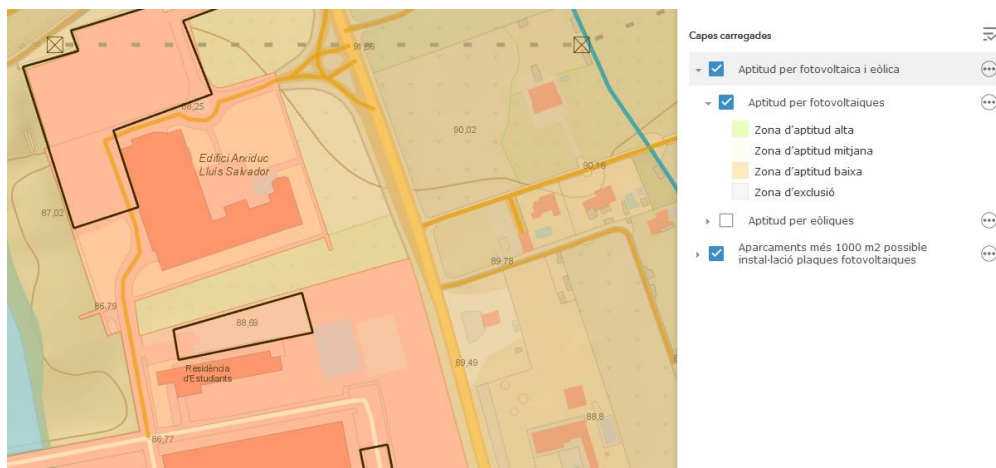 91,65
86,25
90,02
Edifici Arxiduc
Lluis Salvador
90,16
87,02
89,78
86,79
88,69
89,49
Residència
d'Estudiants
88,8
86,77
Capes carregades
Aptitud per fotovoltaica i eòlica
Aptitud per fotovoltaiques
Zona d'aptitud alta
Zona d'aptitud mitjana
Zona d'aptitud baixa
Zona d'exclusió
Aptitud per eòliques
Aparcaments més 1000 m2 possible
instal·lació plaques fotovoltaiques